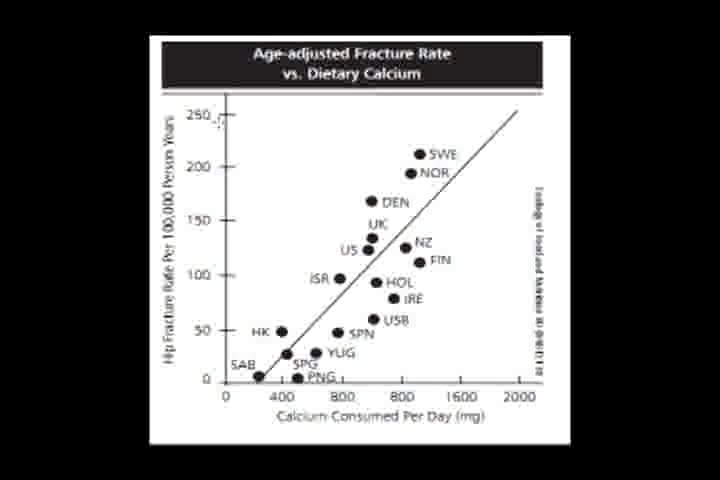 Age-adjusted Fracture Rate
vs. Dietary Calcium
Hip Fracture Rate Per 100,000 Person Years
250
200
150
100
50
0
SWE
NOR
DEN
UK
US
NZ
FIN
ISR
HOL
IRE
USB
HK
SPN
YUG
SAB
SPG
PNG
0
400
800
800
1600
2000
Calcium Consumed Per Day (mg)